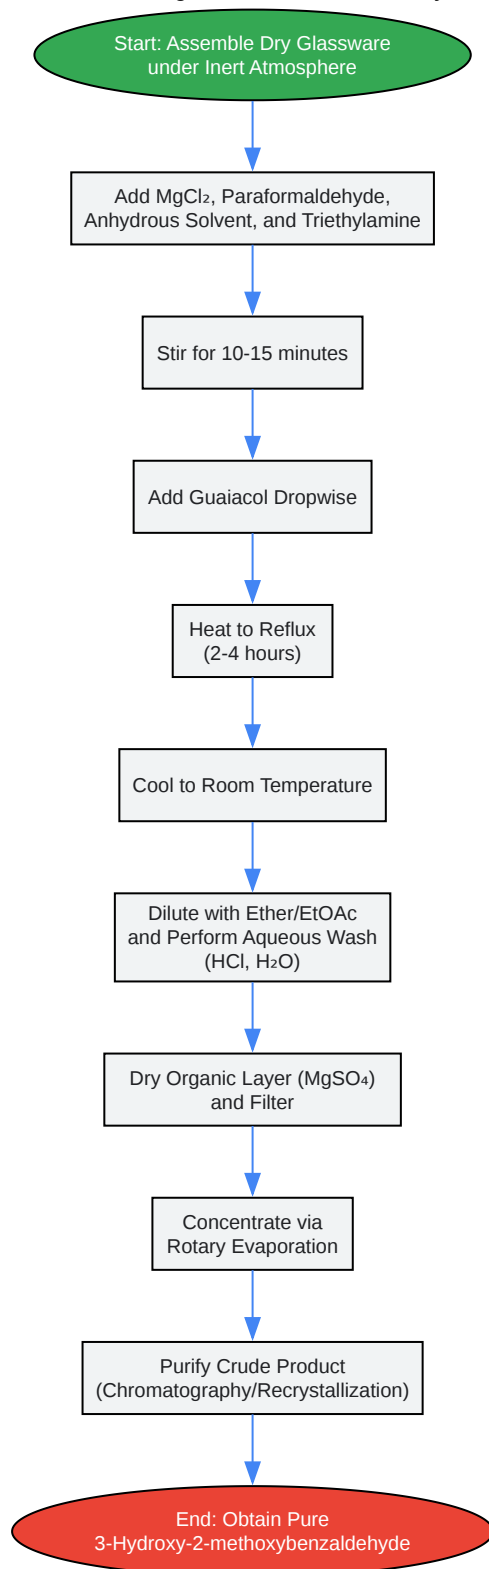 Start: Assemble Dry Glassware
under Inert Atmosphere
Add MgCl₂, Paraformaldehyde,
Anhydrous Solvent, and Triethylamine
Stir for 10-15 minutes
Add Guaiacol Dropwise
Heat to Reflux
(2-4 hours)
Cool to Room Temperature
Dilute with Ether/EtOAc
and Perform Aqueous Wash
(HCl, H₂O)
Dry Organic Layer (MgSO₄)
and Filter
Concentrate via
Rotary Evaporation
Purify Crude Product
(Chromatography/Recrystallization)
End: Obtain Pure
3-Hydroxy-2-methoxybenzaldehyde